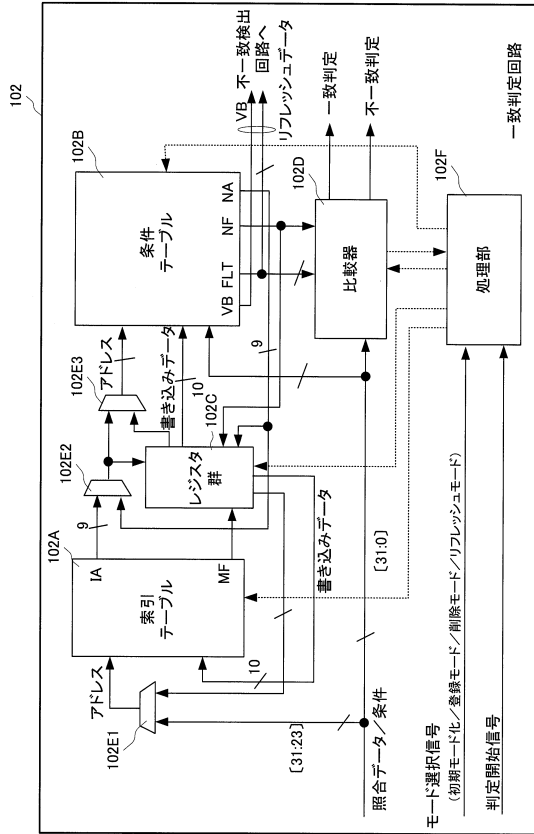 102
102A
索引
テーブル
IA
MF
アドレス
102E1
[31:23]
10
9
102E2
102E3
アドレス
書き込みデータ
10
102C
レジスタ
群
書き込みデータ
102B
条件
テーブル
VB
FLT
NF
NA
9
VB
不一致検出
回路へ
リフレッシュデータ
102D
比較器
一致判定
不一致判定
[31:0]
照合データ/条件
モード選択信号
(初期モード化/登録モード/削除モード/リフレッシュモード)
判定開始信号
102F
処理部
一致判定回路